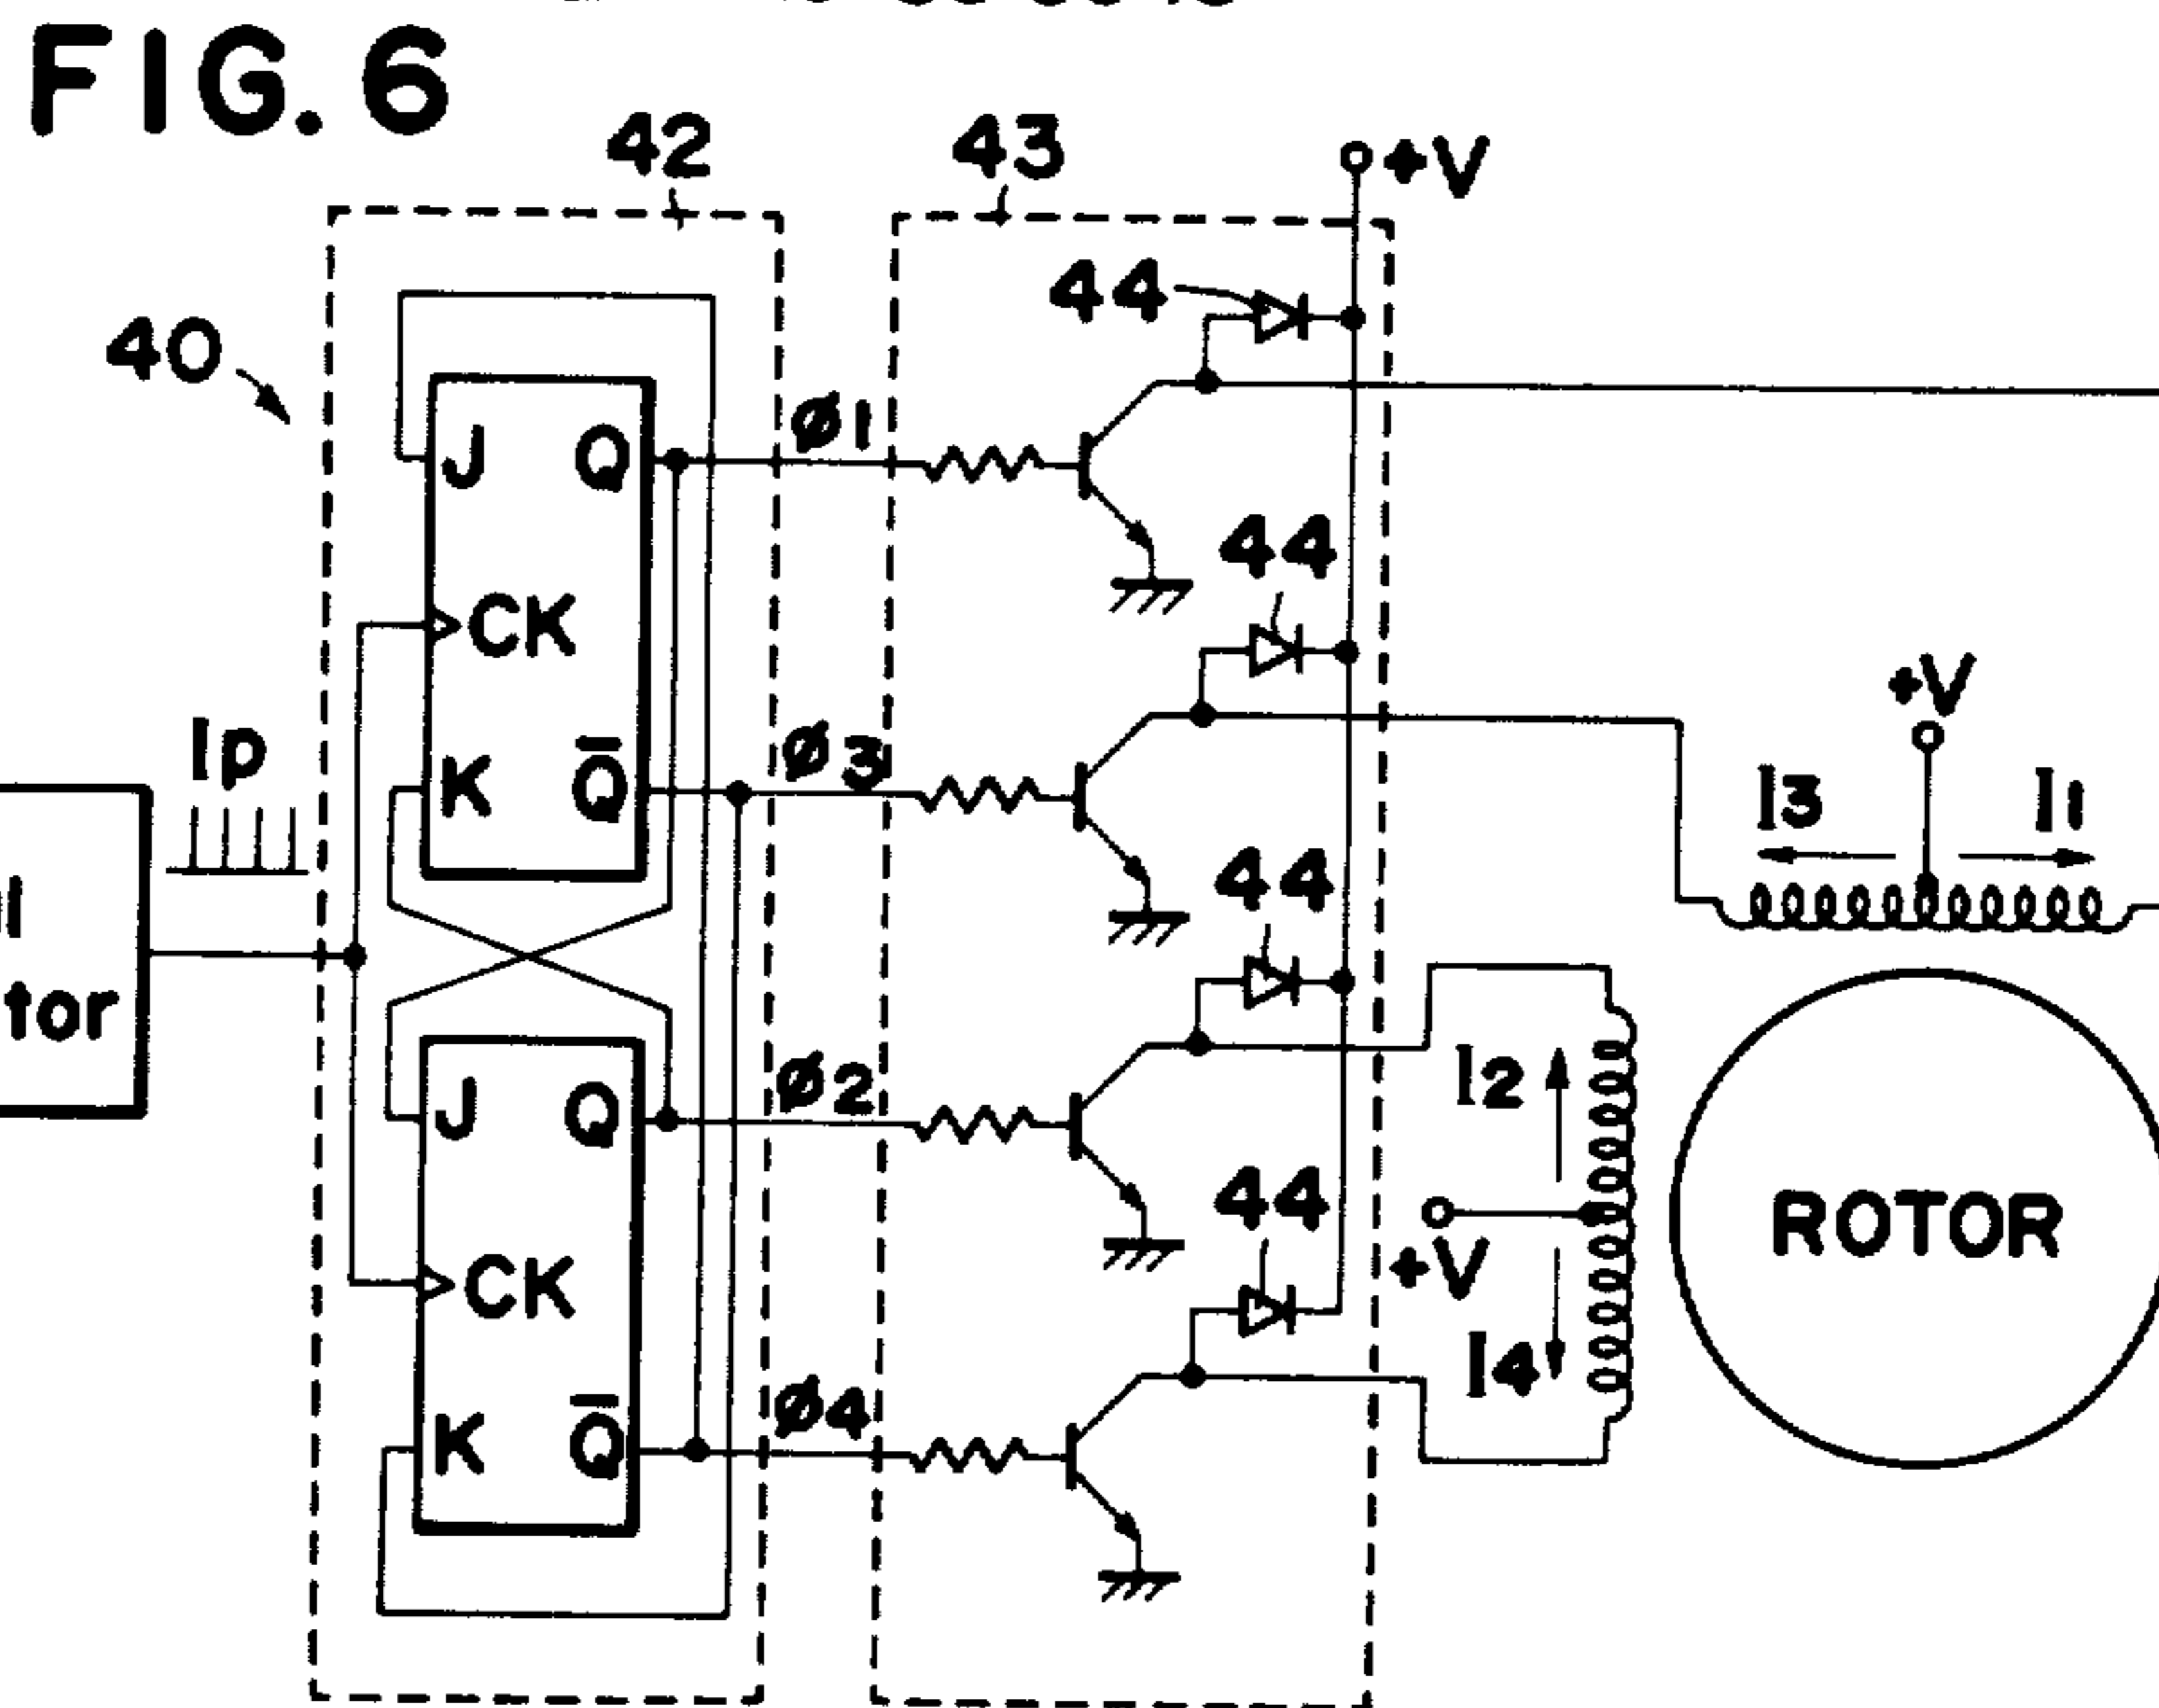 FIG. 6
42
43
+V
44
40
J
Q
ø1
44
CK
+V
Ip
K
Q̅
ø3
I3
I1
44
tor
J
Q
ø2
I2
44
ROTOR
CK
+V
I4
K
Q̅
ø4